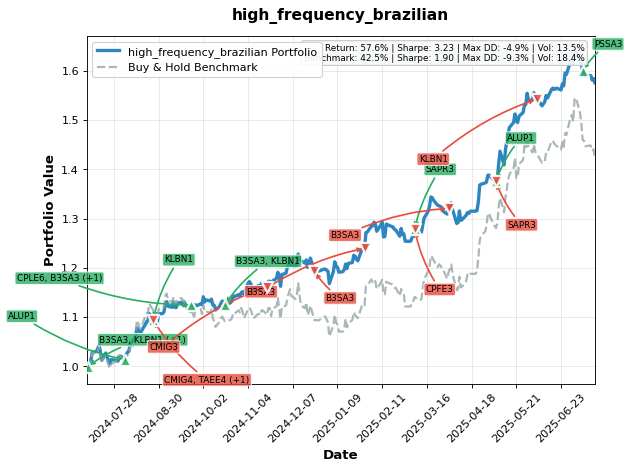 high_frequency_brazilian
high_frequency_brazilian Portfolio
Buy & Hold Benchmark
Return: 57.6% | Sharpe: 3.23 | Max DD: -4.9% | Vol: 13.5%
Benchmark: 42.5% | Sharpe: 1.90 | Max DD: -9.3% | Vol: 18.4%
PSSA3
ALUP1
KLBN1
SAPR3
SAPR3
B3SA3
KLBN1
B3SA3, KLBN1
CPLE6, B3SA3 (+1)
B3SA3
B3SA3
CPFE3
ALUP1
B3SA3, KLBN1 (+1)
CMIG3
CMIG4, TAEE4 (+1)
Portfolio Value
1.6
1.5
1.4
1.3
1.2
1.1
1.0
2024-07-28
2024-08-30
2024-10-02
2024-11-04
2024-12-07
2025-01-09
2025-02-11
2025-03-16
2025-04-18
2025-05-21
2025-06-23
Date